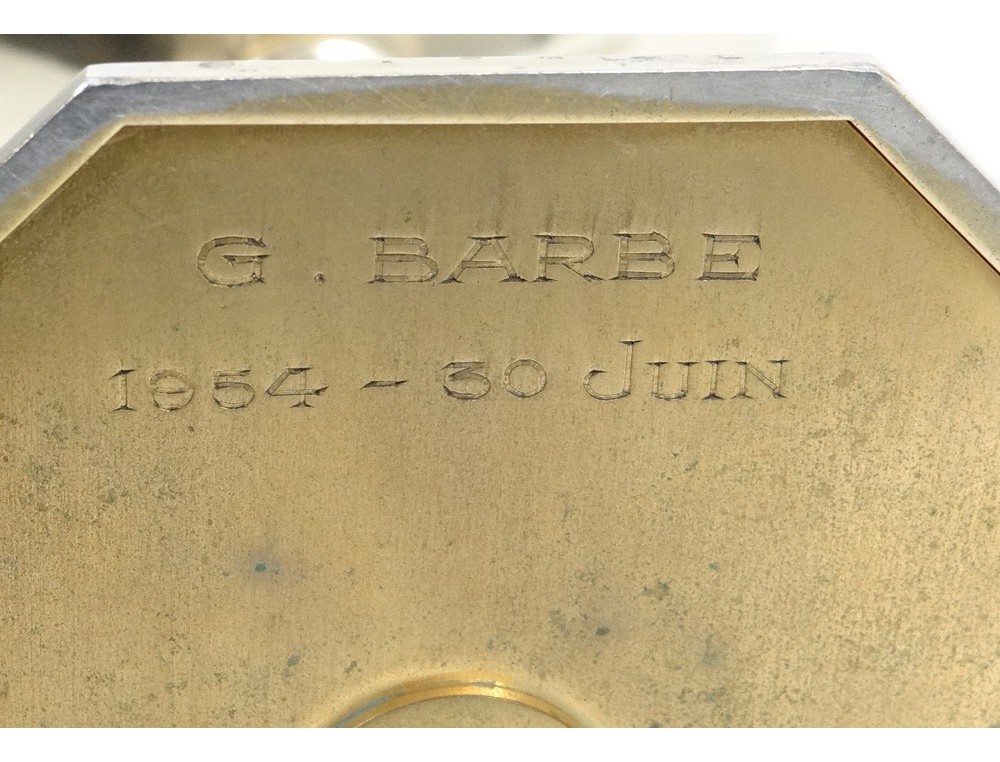 G. BARBE
1954 - 30 JUIN